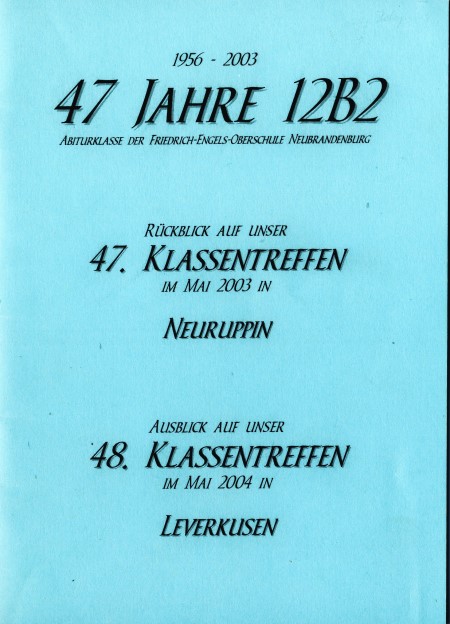 1956 - 2003
47 JAHRE 12B2
ABITURKLASSE DER FRIEDRICH-ENGELS-OBERSCHULE NEUBRANDENBURG
RÜCKBLICK AUF UNSER
47. KLASSENTREFFEN
IM MAI 2003 IN
NEURUPPIN
AUSBLICK AUF UNSER
48. KLASSENTREFFEN
IM MAI 2004 IN
LEVERKUSEN